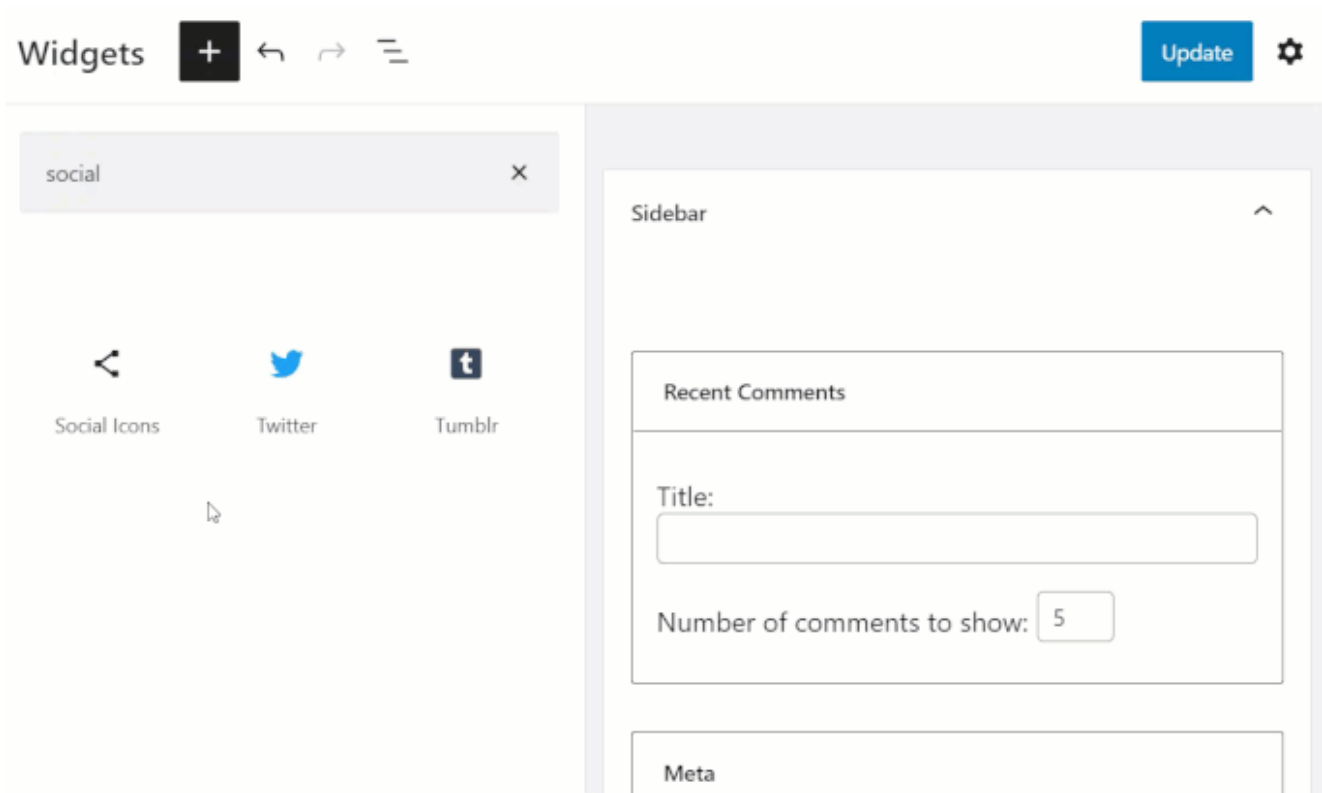 Widgets
Update
social
Social Icons
Twitter
Tumblr
Sidebar
Recent Comments
Title:
Number of comments to show: 5
Meta